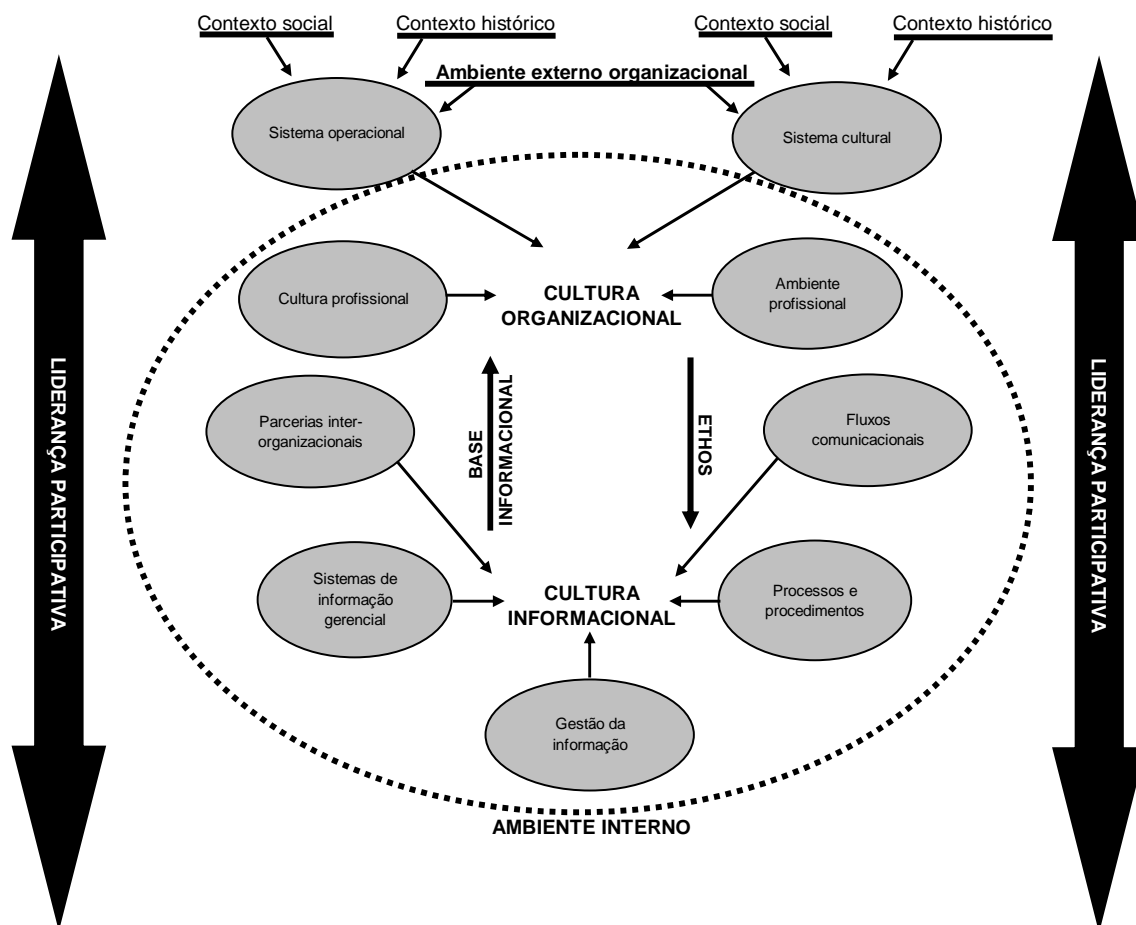 Contexto social
Contexto histórico
Contexto social
Contexto histórico
Ambiente externo organizacional
Sistema operacional
Sistema cultural
Cultura profissional
CULTURA
ORGANIZACIONAL
Ambiente
profissional
LIDERANÇA PARTICIPATIVA
Parcerias inter-
organizacionais
BASE
INFORMACIONAL
ETHOS
Fluxos
comunicacionais
LIDERANÇA PARTICIPATIVA
Sistemas de
informação
gerencial
CULTURA
INFORMACIONAL
Processos e
procedimentos
Gestão da
informação
AMBIENTE INTERNO